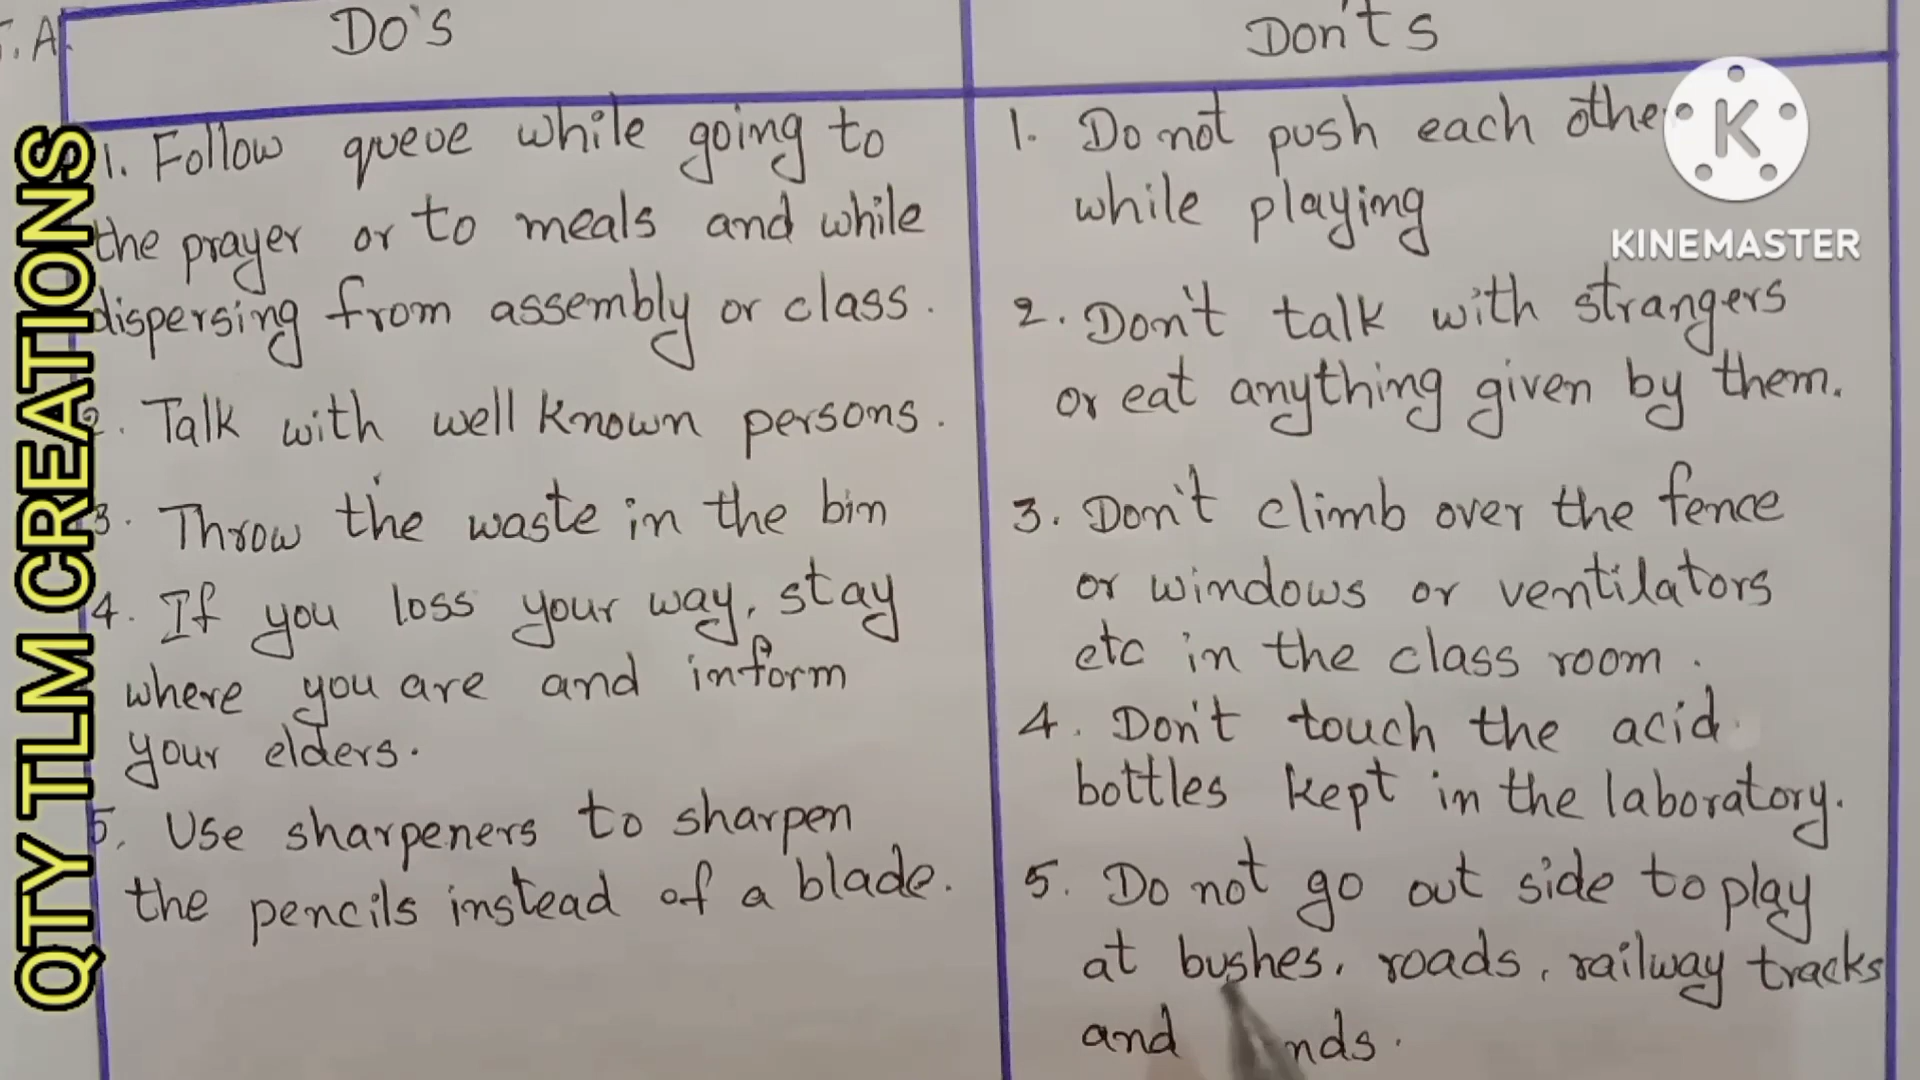 A.
DO'S
Don'ts
1. Follow queue while going to
the prayer or to meals and while
dispersing from assembly or class.
2. Talk with well known persons.
3. Throw the waste in the bin
4. If you loss your way, stay
where you are and inform
your elders.
5. Use sharpeners to sharpen
the pencils instead of a blade.
1. Do not push each othe
while playing
2. Don't talk with strangers
or eat anything given by them.
3. Don't climb over the fence
or windows or ventilators
etc in the class room.
4. Don't touch the acid
bottles kept in the laboratory.
5. Do not go out side to play
at bushes, roads, railway tracks
and
QTY TLM CREATIONS
K
KINEMASTER